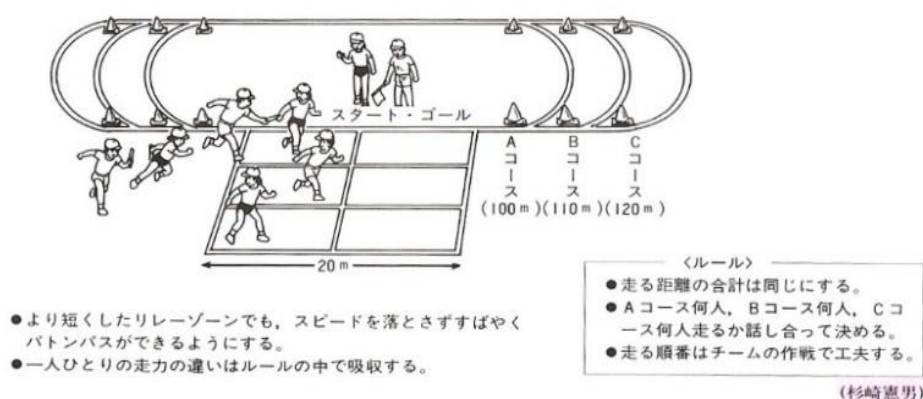 スタート・ゴール
Aコース
(100m)
Bコース
(110m)
Cコース
(120m)
20m
●より短くしたリレーゾーンでも，スピードを落とさずすばやく
バトンパスができるようにする。
●一人ひとりの走力の違いはルールの中で吸収する。
〈ルール〉
●走る距離の合計は同じにする。
●Aコース何人，Bコース何人，Cコ
ース何人走るか話し合って決める。
●走る順番はチームの作戦で工夫する。
(杉崎憲男)